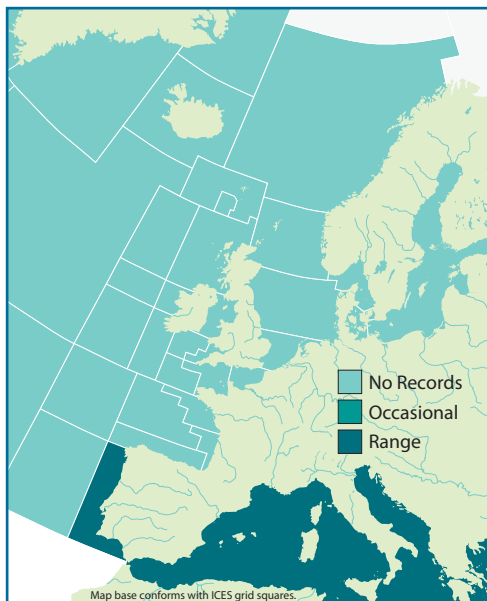 No Records
Occasional
Range
Map base conforms with ICES grid squares.